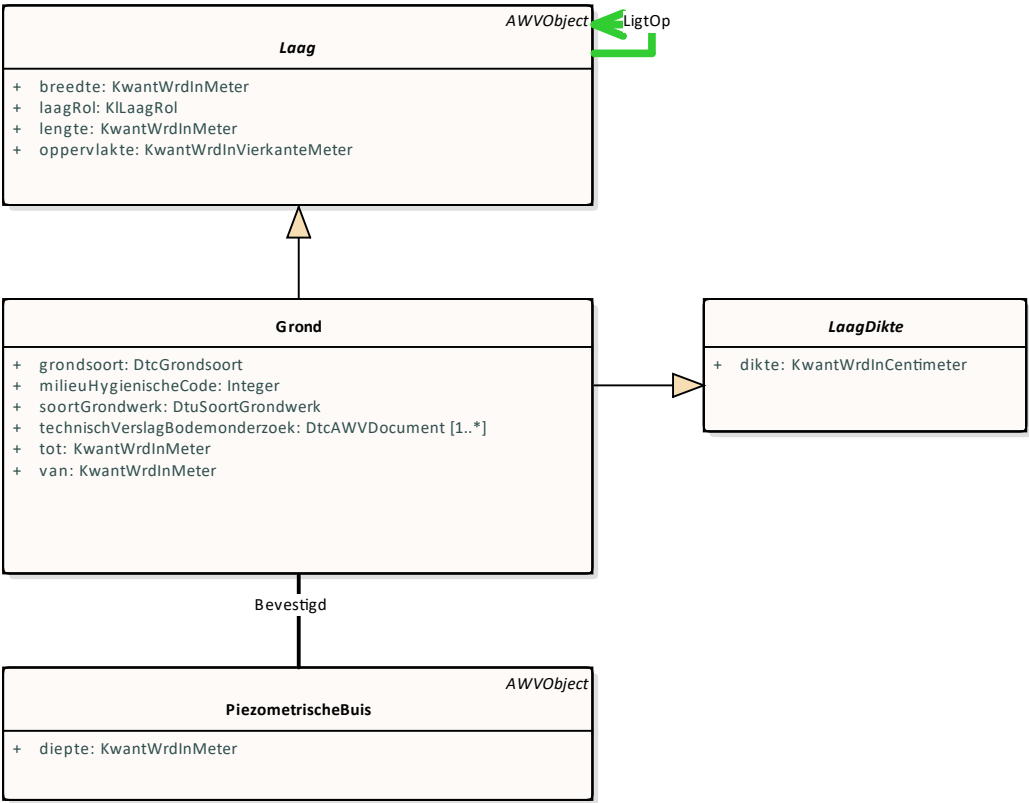 AWVObject
LigtOp
Laag
+ breedte: KwantWrdInMeter
+ laagRol: KlLaagRol
+ lengte: KwantWrdInMeter
+ oppervlakte: KwantWrdInVierkanteMeter
Grond
+ grondsoort: DtcGrondsoort
+ milieuHygienischeCode: Integer
+ soortGrondwerk: DtuSoortGrondwerk
+ technischVerslagBodemonderzoek: DtcAWVDocument [1..*]
+ tot: KwantWrdInMeter
+ van: KwantWrdInMeter
LaagDikte
+ dikte: KwantWrdInCentimeter
Bevestigd
AWVObject
PiezometrischeBuis
+ diepte: KwantWrdInMeter